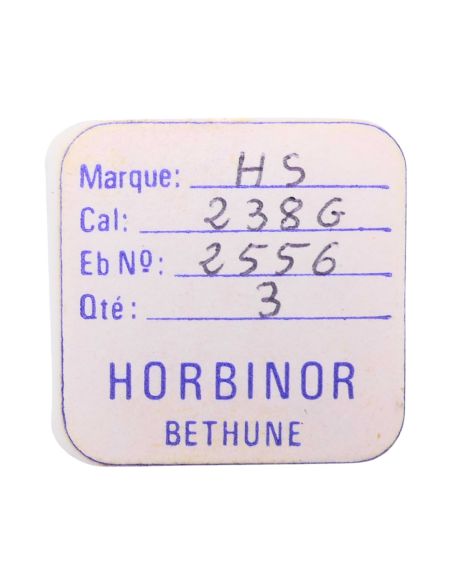 Marque: HS
Cal: 238G
Eb Nº: 2556
Qté: 3
HORBINOR
BETHUNE